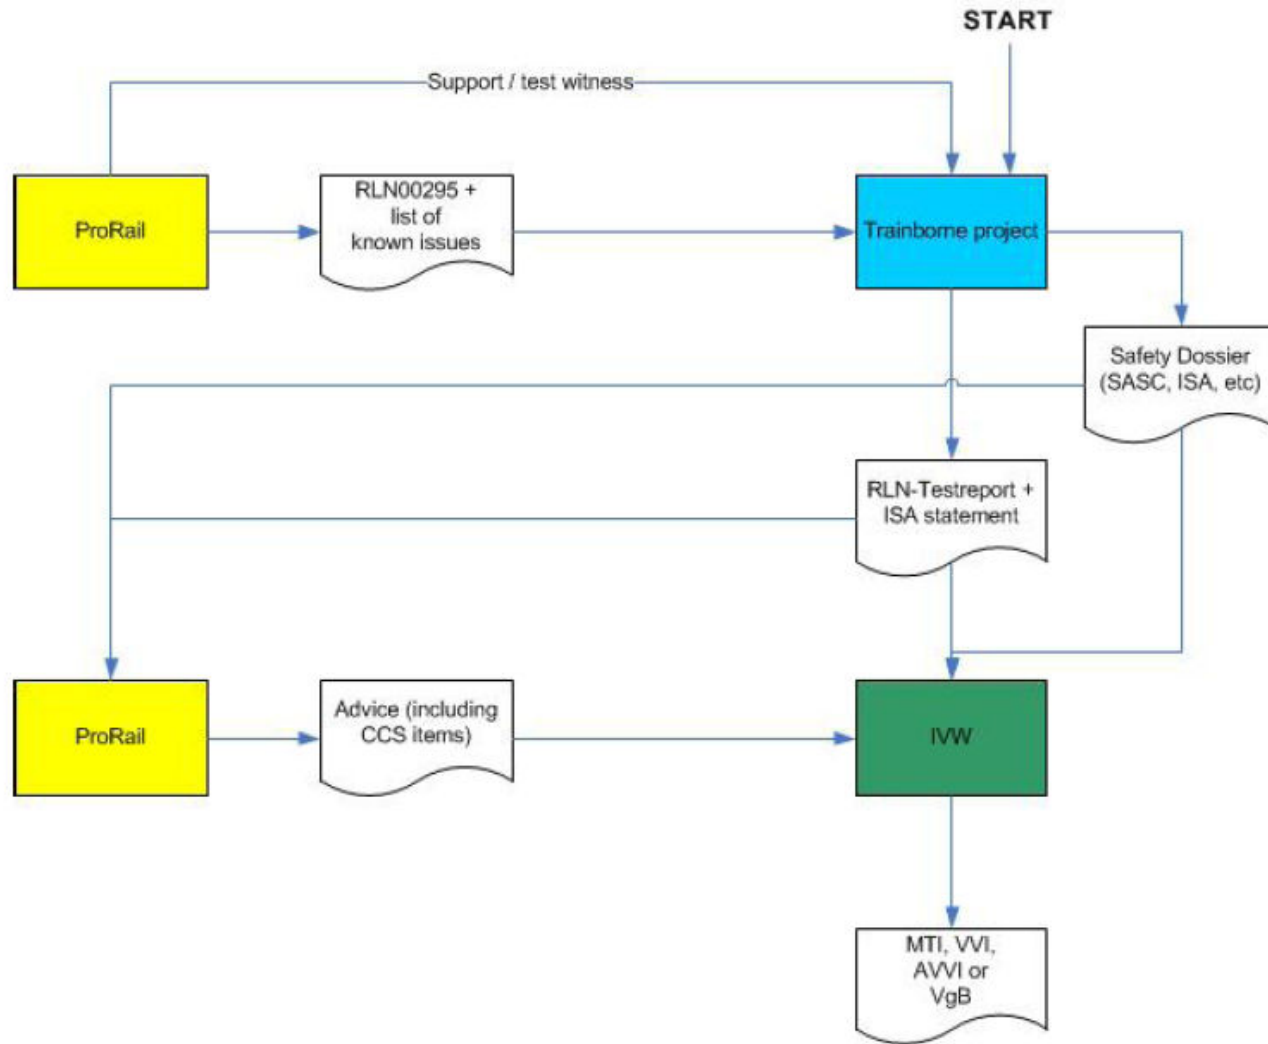 START
Support / test witness
ProRail
RLN00295 +
list of
known issues
Trainborne project
Safety Dossier
(SASC, ISA, etc)
RLN-Testreport +
ISA statement
ProRail
Advice (including
CCS items)
IVW
MTI, VVI,
AVVI or
VgB